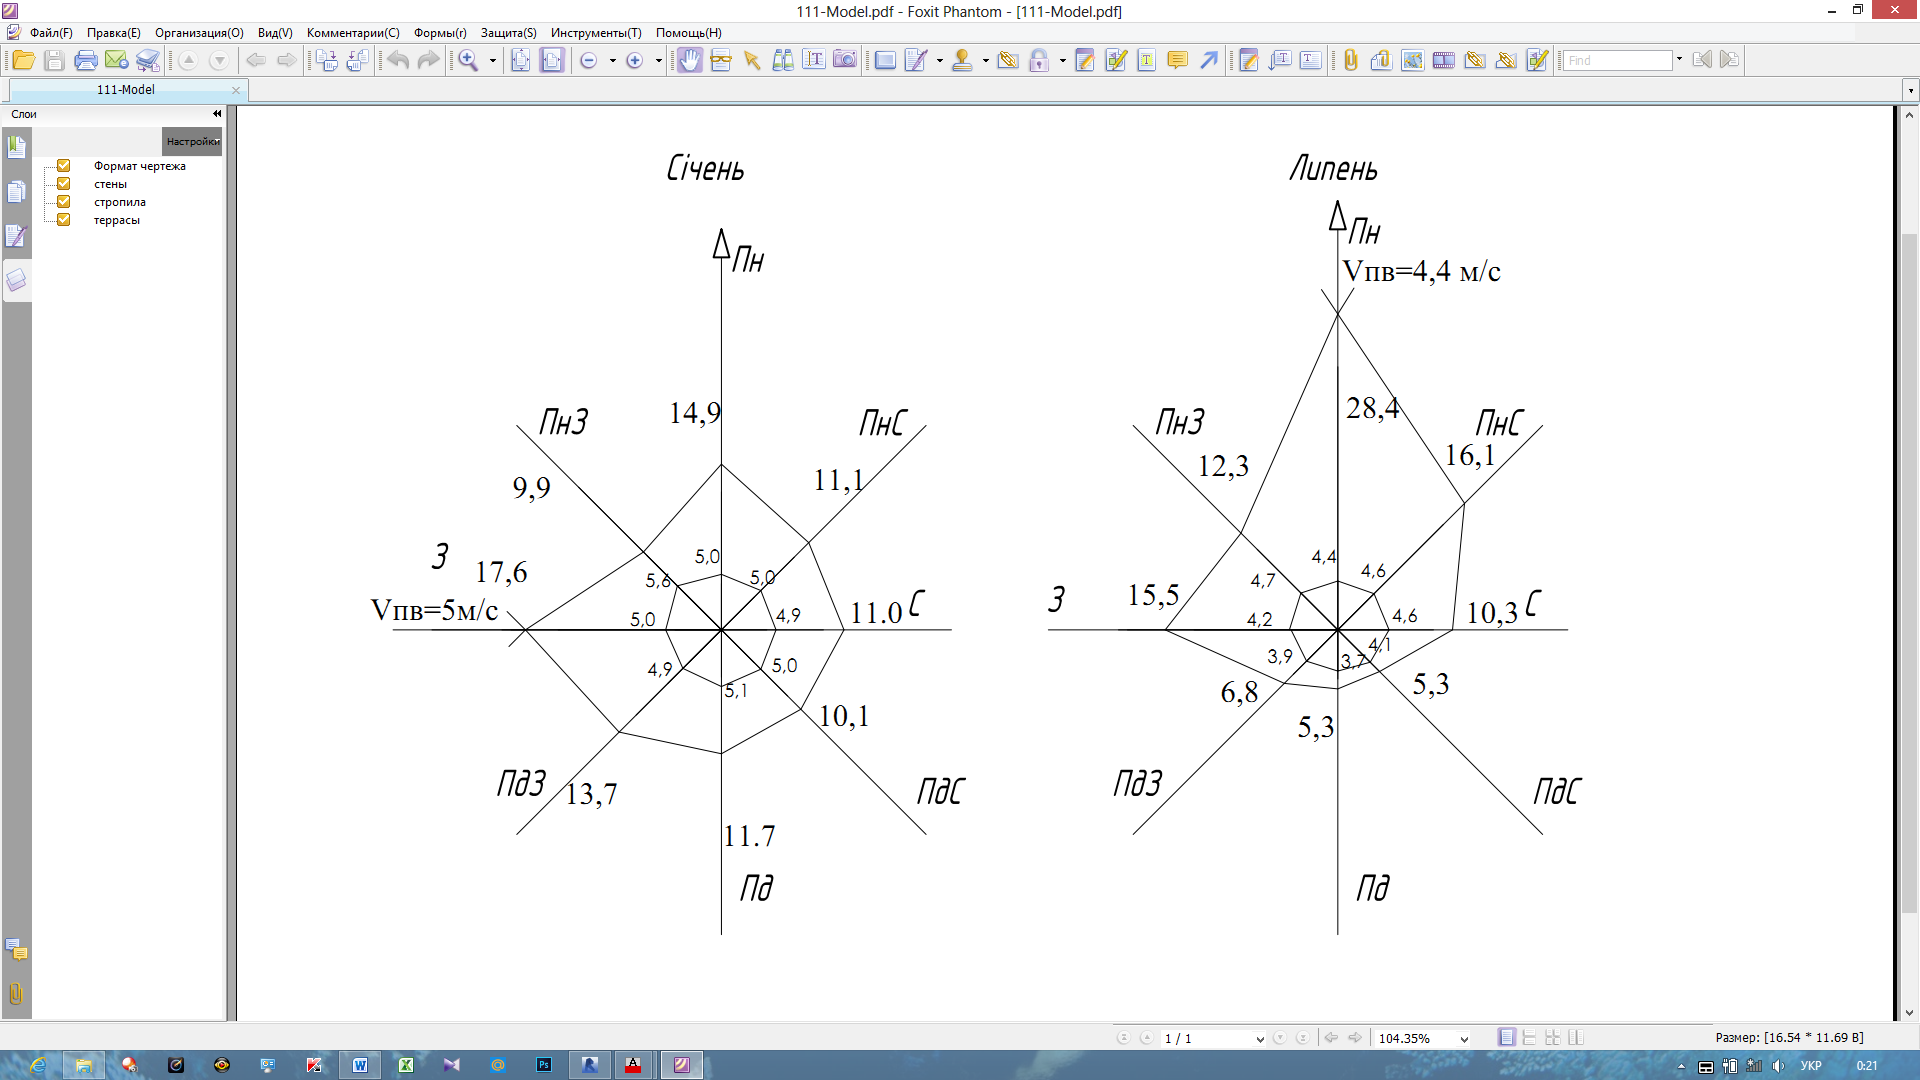 111-Model.pdf - Foxit Phantom - [111-Model.pdf]
Файл(F) Правка(E) Организация(O) Вид(V) Комментарии(C) Формы(r) Защита(S) Инструменты(T) Помощь(H)
Find
111-Model
Слои
Настройки
Формат чертежа
стены
стропила
террасы
Січень
Пн
14,9
ПнЗ
ПнС
9,9
11,1
З
17,6
Vпв=5м/с
5,0
5,6
5,0
5,0
4,9
11.0
С
4,9
5,0
5,1
10,1
ПдЗ
13,7
ПдС
11.7
Пд
Липень
Пн
Vпв=4,4 м/с
28,4
ПнЗ
ПнС
12,3
16,1
4,4
4,7
4,6
З
15,5
4,2
4,6
10,3
С
3,9
3,7
4,1
6,8
5,3
5,3
ПдЗ
ПдС
Пд
1 / 1
104.35%
Размер: [16.54 * 11.69 В]
УКР
0:21